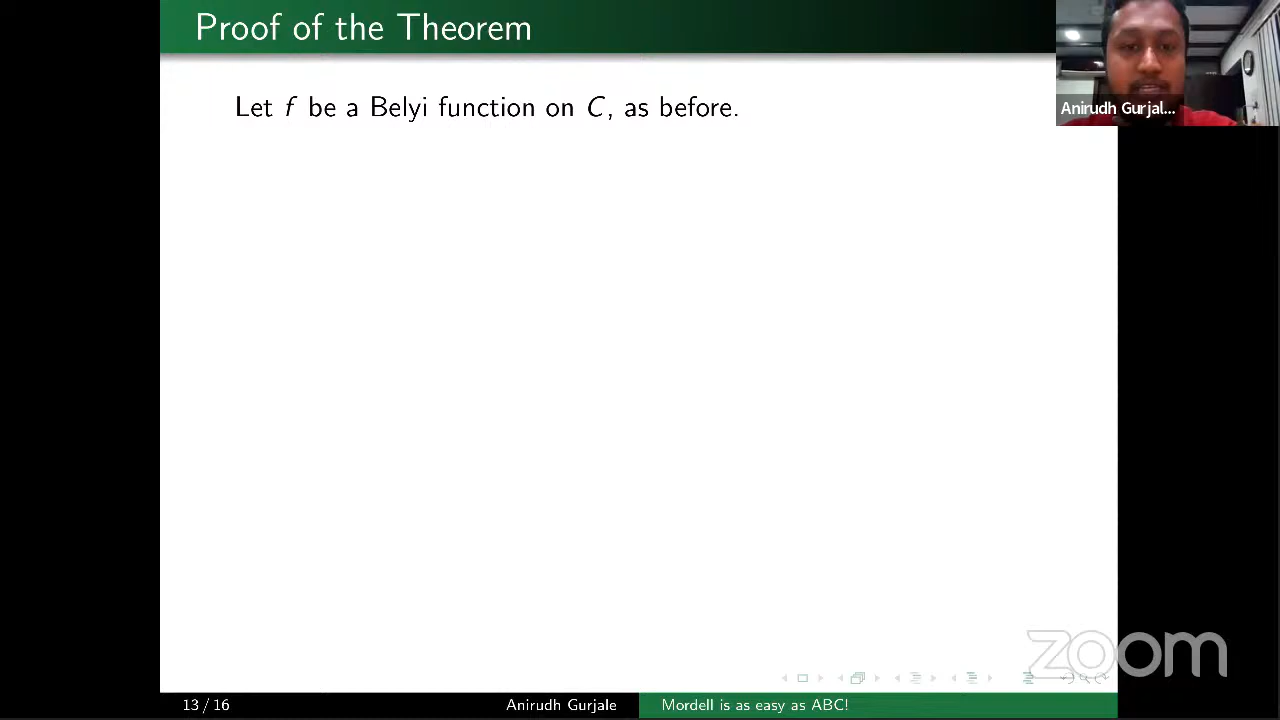 Proof of the Theorem
Let f be a Belyi function on C, as before.
Anirudh Gurjal...
zoom
13 / 16
Anirudh Gurjale
Mordell is as easy as ABC!